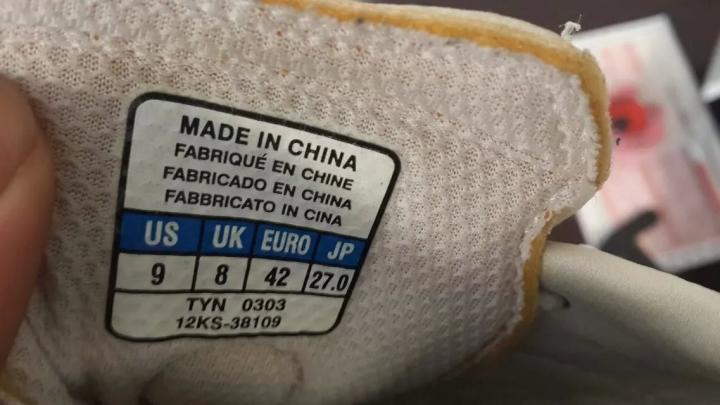 MADE IN CHINA
FABRIQUÉ EN CHINE
FABRICADO EN CHINA
FABBRICATO IN CINA
US UK EURO JP
9 8 42 27.0
TYN 0303
12KS-38109